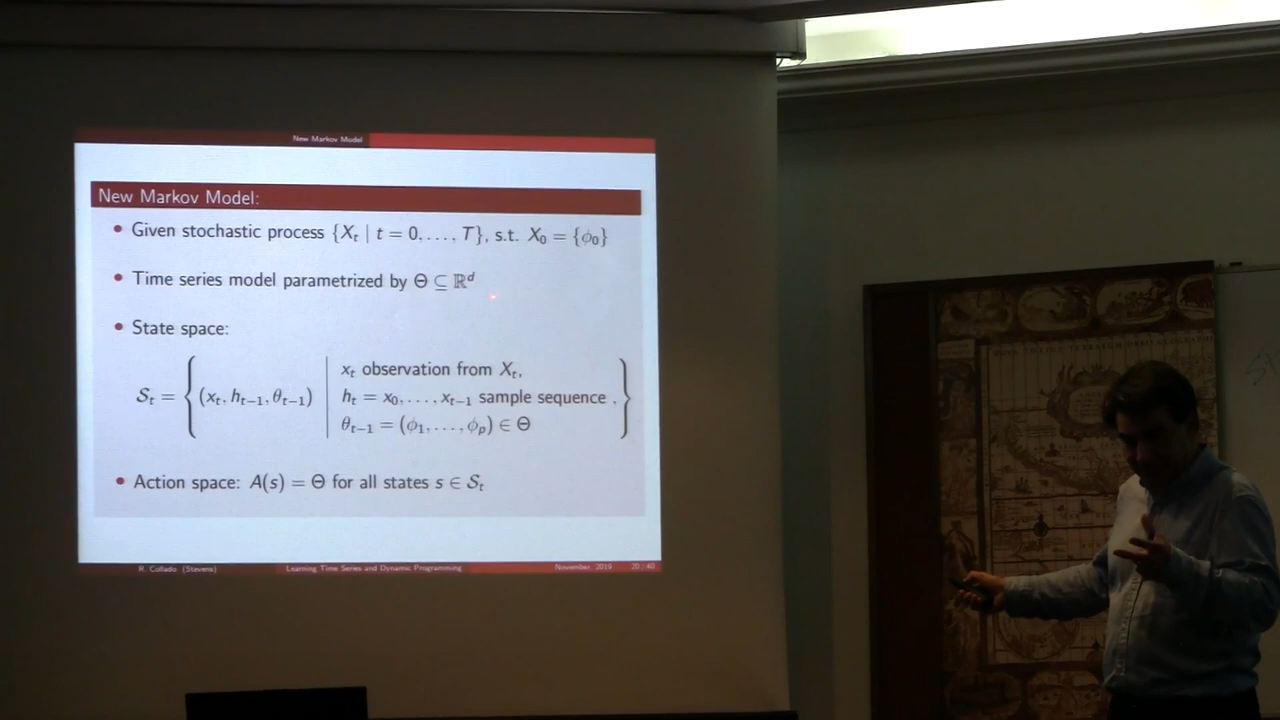 New Markov Model
New Markov Model:
• Given stochastic process {X_t | t = 0, . . . , T}, s.t. X_0 = {ϕ_0}
• Time series model parametrized by Θ ⊆ ℝ^d
• State space:
S_t = { (x_t, h_{t−1}, θ_{t−1}) | x_t observation from X_t,
h_t = x_0, . . . , x_{t−1} sample sequence ,
θ_{t−1} = (ϕ_1, . . . , ϕ_p) ∈ Θ }
• Action space: A(s) = Θ for all states s ∈ S_t
R. Collado (Stevens) Learning Time Series and Dynamic Programming November, 2019 20 / 40